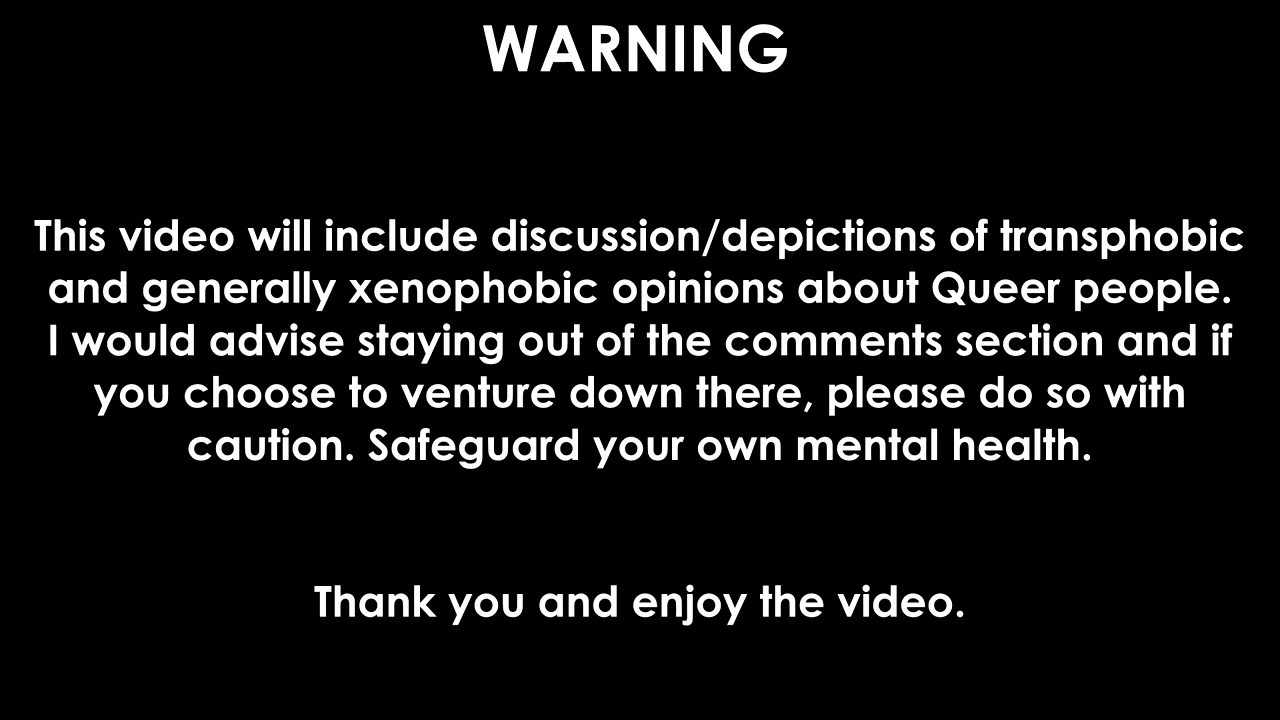 WARNING
This video will include discussion/depictions of transphobic
and generally xenophobic opinions about Queer people.
I would advise staying out of the comments section and if
you choose to venture down there, please do so with
caution. Safeguard your own mental health.
Thank you and enjoy the video.